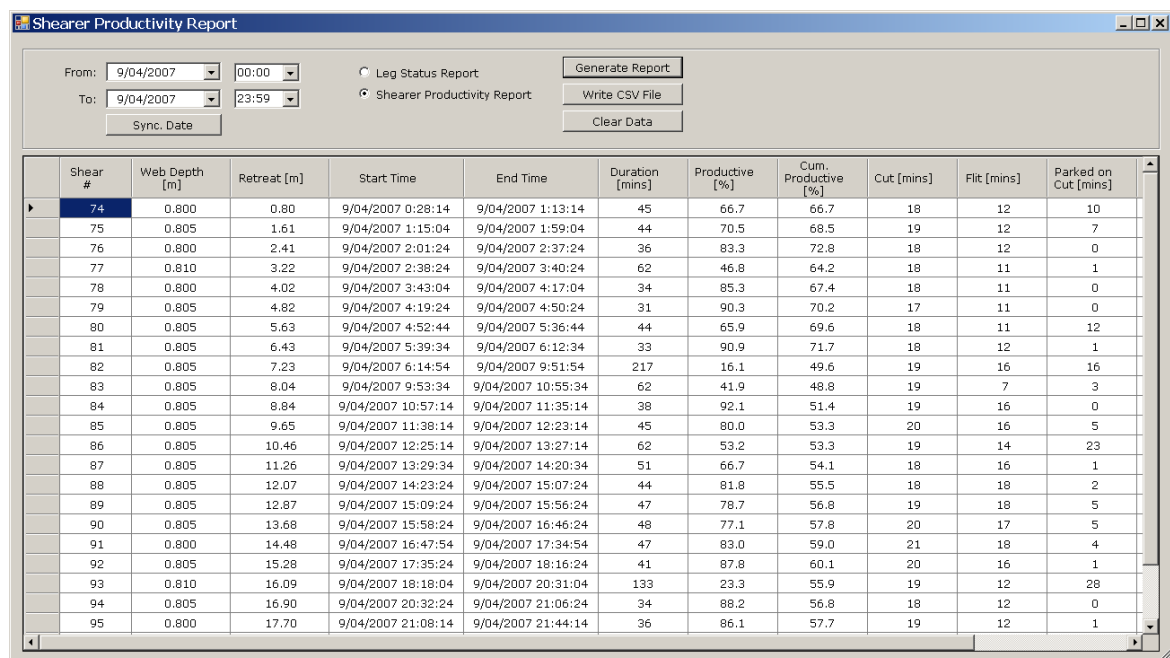 Shearer Productivity Report
From: 9/04/2007 00:00 Leg Status Report Generate Report
To: 9/04/2007 23:59 Shearer Productivity Report Write CSV File
Sync. Date Clear Data
Shear # Web Depth [m] Retreat [m] Start Time End Time Duration [mins] Productive [%] Cum. Productive [%] Cut [mins] Flit [mins] Parked on Cut [mins]
74 0.800 0.80 9/04/2007 0:28:14 9/04/2007 1:13:14 45 66.7 66.7 18 12 10
75 0.805 1.61 9/04/2007 1:15:04 9/04/2007 1:59:04 44 70.5 68.5 19 12 7
76 0.800 2.41 9/04/2007 2:01:24 9/04/2007 2:37:24 36 83.3 72.8 18 12 0
77 0.810 3.22 9/04/2007 2:38:24 9/04/2007 3:40:24 62 46.8 64.2 18 11 1
78 0.800 4.02 9/04/2007 3:43:04 9/04/2007 4:17:04 34 85.3 67.4 18 11 0
79 0.805 4.82 9/04/2007 4:19:24 9/04/2007 4:50:24 31 90.3 70.2 17 11 0
80 0.805 5.63 9/04/2007 4:52:44 9/04/2007 5:36:44 44 65.9 69.6 18 11 12
81 0.805 6.43 9/04/2007 5:39:34 9/04/2007 6:12:34 33 90.9 71.7 18 12 1
82 0.805 7.23 9/04/2007 6:14:54 9/04/2007 9:51:54 217 16.1 49.6 19 16 16
83 0.805 8.04 9/04/2007 9:53:34 9/04/2007 10:55:34 62 41.9 48.8 19 7 3
84 0.805 8.84 9/04/2007 10:57:14 9/04/2007 11:35:14 38 92.1 51.4 19 16 0
85 0.805 9.65 9/04/2007 11:38:14 9/04/2007 12:23:14 45 80.0 53.3 20 16 5
86 0.805 10.46 9/04/2007 12:25:14 9/04/2007 13:27:14 62 53.2 53.3 19 14 23
87 0.805 11.26 9/04/2007 13:29:34 9/04/2007 14:20:34 51 66.7 54.1 18 16 1
88 0.805 12.07 9/04/2007 14:23:24 9/04/2007 15:07:24 44 81.8 55.5 18 18 2
89 0.805 12.87 9/04/2007 15:09:24 9/04/2007 15:56:24 47 78.7 56.8 19 18 5
90 0.805 13.68 9/04/2007 15:58:24 9/04/2007 16:46:24 48 77.1 57.8 20 17 5
91 0.800 14.48 9/04/2007 16:47:54 9/04/2007 17:34:54 47 83.0 59.0 21 18 4
92 0.805 15.28 9/04/2007 17:35:24 9/04/2007 18:16:24 41 87.8 60.1 20 16 1
93 0.810 16.09 9/04/2007 18:18:04 9/04/2007 20:31:04 133 23.3 55.9 19 12 28
94 0.805 16.90 9/04/2007 20:32:24 9/04/2007 21:06:24 34 88.2 56.8 18 12 0
95 0.800 17.70 9/04/2007 21:08:14 9/04/2007 21:44:14 36 86.1 57.7 19 12 1